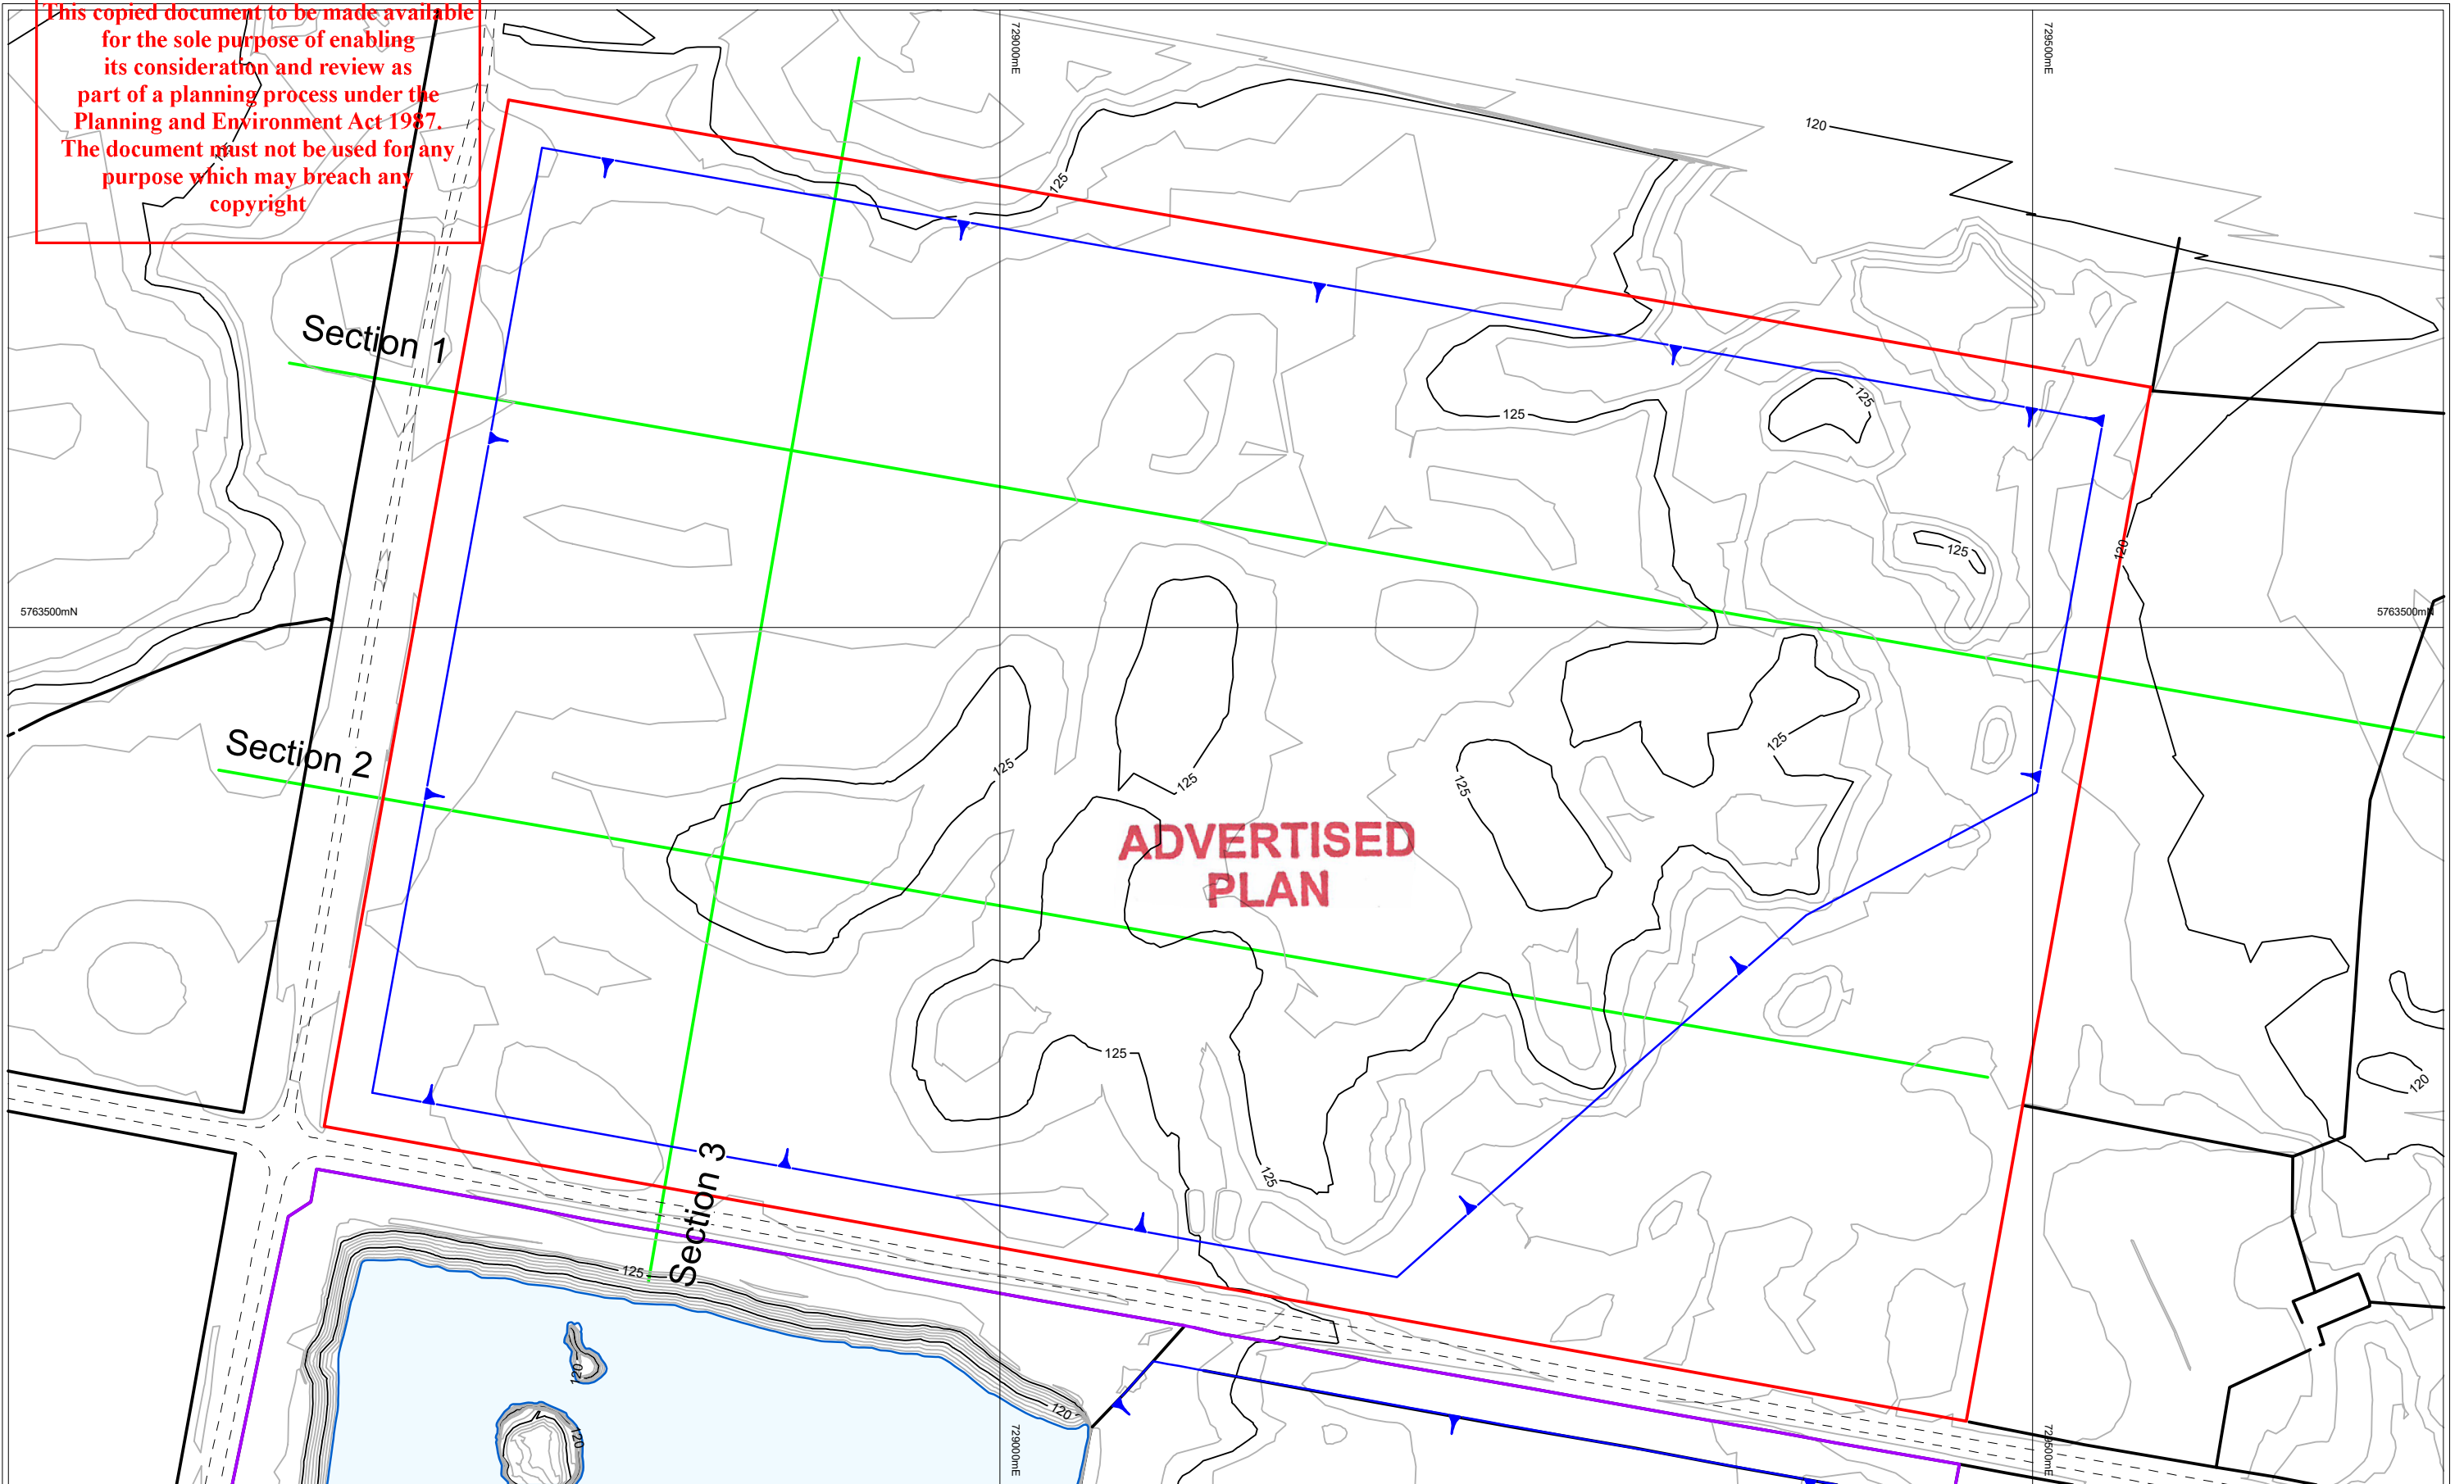 This copied document to be made available
for the sole purpose of enabling
its consideration and review as
part of a planning process under the
Planning and Environment Act 1987.
The document must not be used for any
purpose which may breach any
copyright
729000mE
729500mE
120
125
Section 1
125
125
125
120
5763500mN
5763500mN
Section 2
125
125
125
125
ADVERTISED
PLAN
125
120
125
Section 3
125
120
120
120
729000mE
729500mE